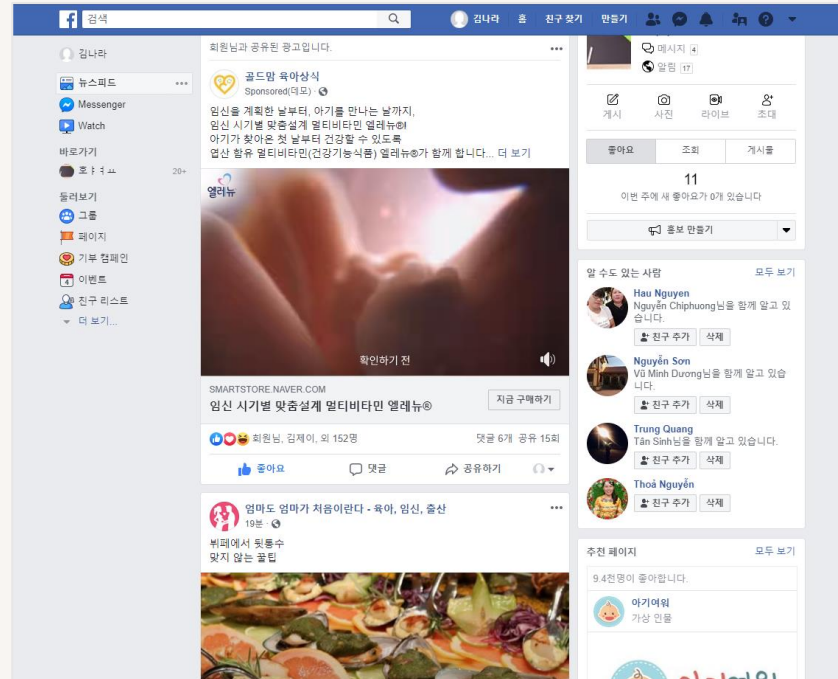 검색
김나라
홈
친구 찾기
만들기
김나라
뉴스피드
Messenger
Watch
바로가기
20+
둘러보기
그룹
페이지
기부 캠페인
4
이벤트
친구 리스트
더 보기...
회원님과 공유된 광고입니다.
골드맘 육아상식
Sponsored(데모) ·
임신을 계획한 날부터, 아기를 만나는 날까지,
임신 시기별 맞춤설계 멀티비타민 엘레뉴®!
아기가 찾아온 첫 날부터 건강할 수 있도록
엽산 함유 멀티비타민(건강기능식품) 엘레뉴®가 함께 합니다... 더 보기
엘레뉴
확인하기 전
SMARTSTORE.NAVER.COM
임신 시기별 맞춤설계 멀티비타민 엘레뉴®
지금 구매하기
회원님, 김제이, 외 152명
댓글 6개 공유 15회
좋아요
댓글
공유하기
엄마도 엄마가 처음이란다 - 육아, 임신, 출산
19분 ·
뷔페에서 뒷통수
맞지 않는 꿀팁
메시지 4
알림 17
게시
사진
라이브
초대
좋아요
조회
게시물
11
이번 주에 새 좋아요가 0개 있습니다
홍보 만들기
알 수도 있는 사람
모두 보기
Hau Nguyen
Nguyễn Chiphuong님을 함께 알고 있
습니다.
친구 추가
삭제
Nguyễn Sơn
Vũ Minh Dương님을 함께 알고 있습
니다.
친구 추가
삭제
Trung Quang
Tân Sinh님을 함께 알고 있습니다.
친구 추가
삭제
Thoả Nguyễn
친구 추가
삭제
추천 페이지
모두 보기
9.4천명이 좋아합니다.
아기여워
가상 인물